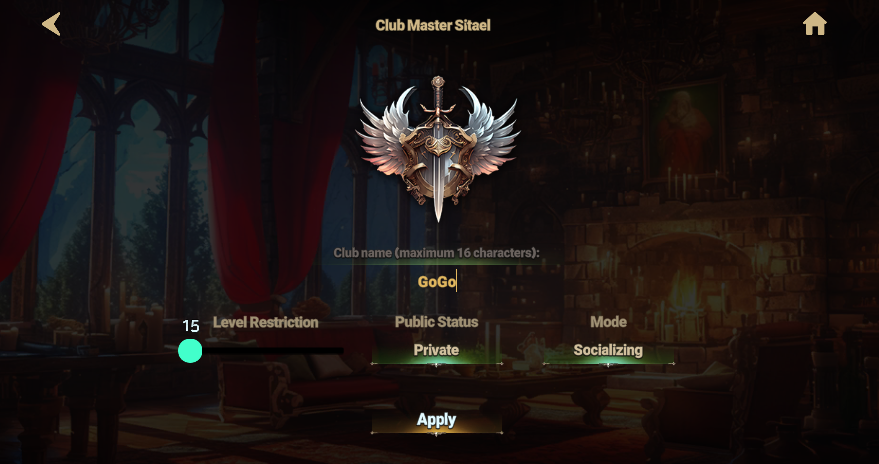 Club Master Sitael
Club name (maximum 16 characters):
GoGo
15
Level Restriction
Public Status
Mode
Private
Socializing
Apply